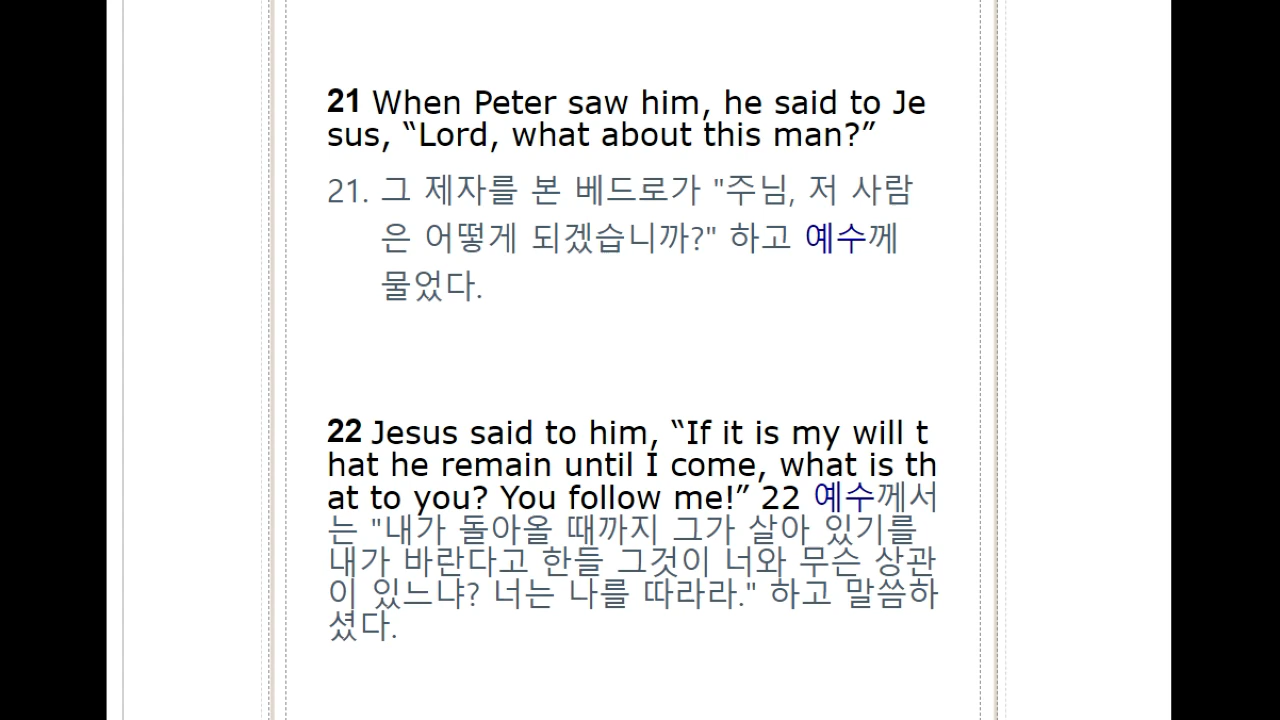 21 When Peter saw him, he said to Je
sus, “Lord, what about this man?”
21. 그 제자를 본 베드로가 "주님, 저 사람
은 어떻게 되겠습니까?" 하고 예수께
물었다.
22 Jesus said to him, “If it is my will t
hat he remain until I come, what is th
at to you? You follow me!” 22 예수께서
는 "내가 돌아올 때까지 그가 살아 있기를
내가 바란다고 한들 그것이 너와 무슨 상관
이 있느냐? 너는 나를 따라라." 하고 말씀하
셨다.